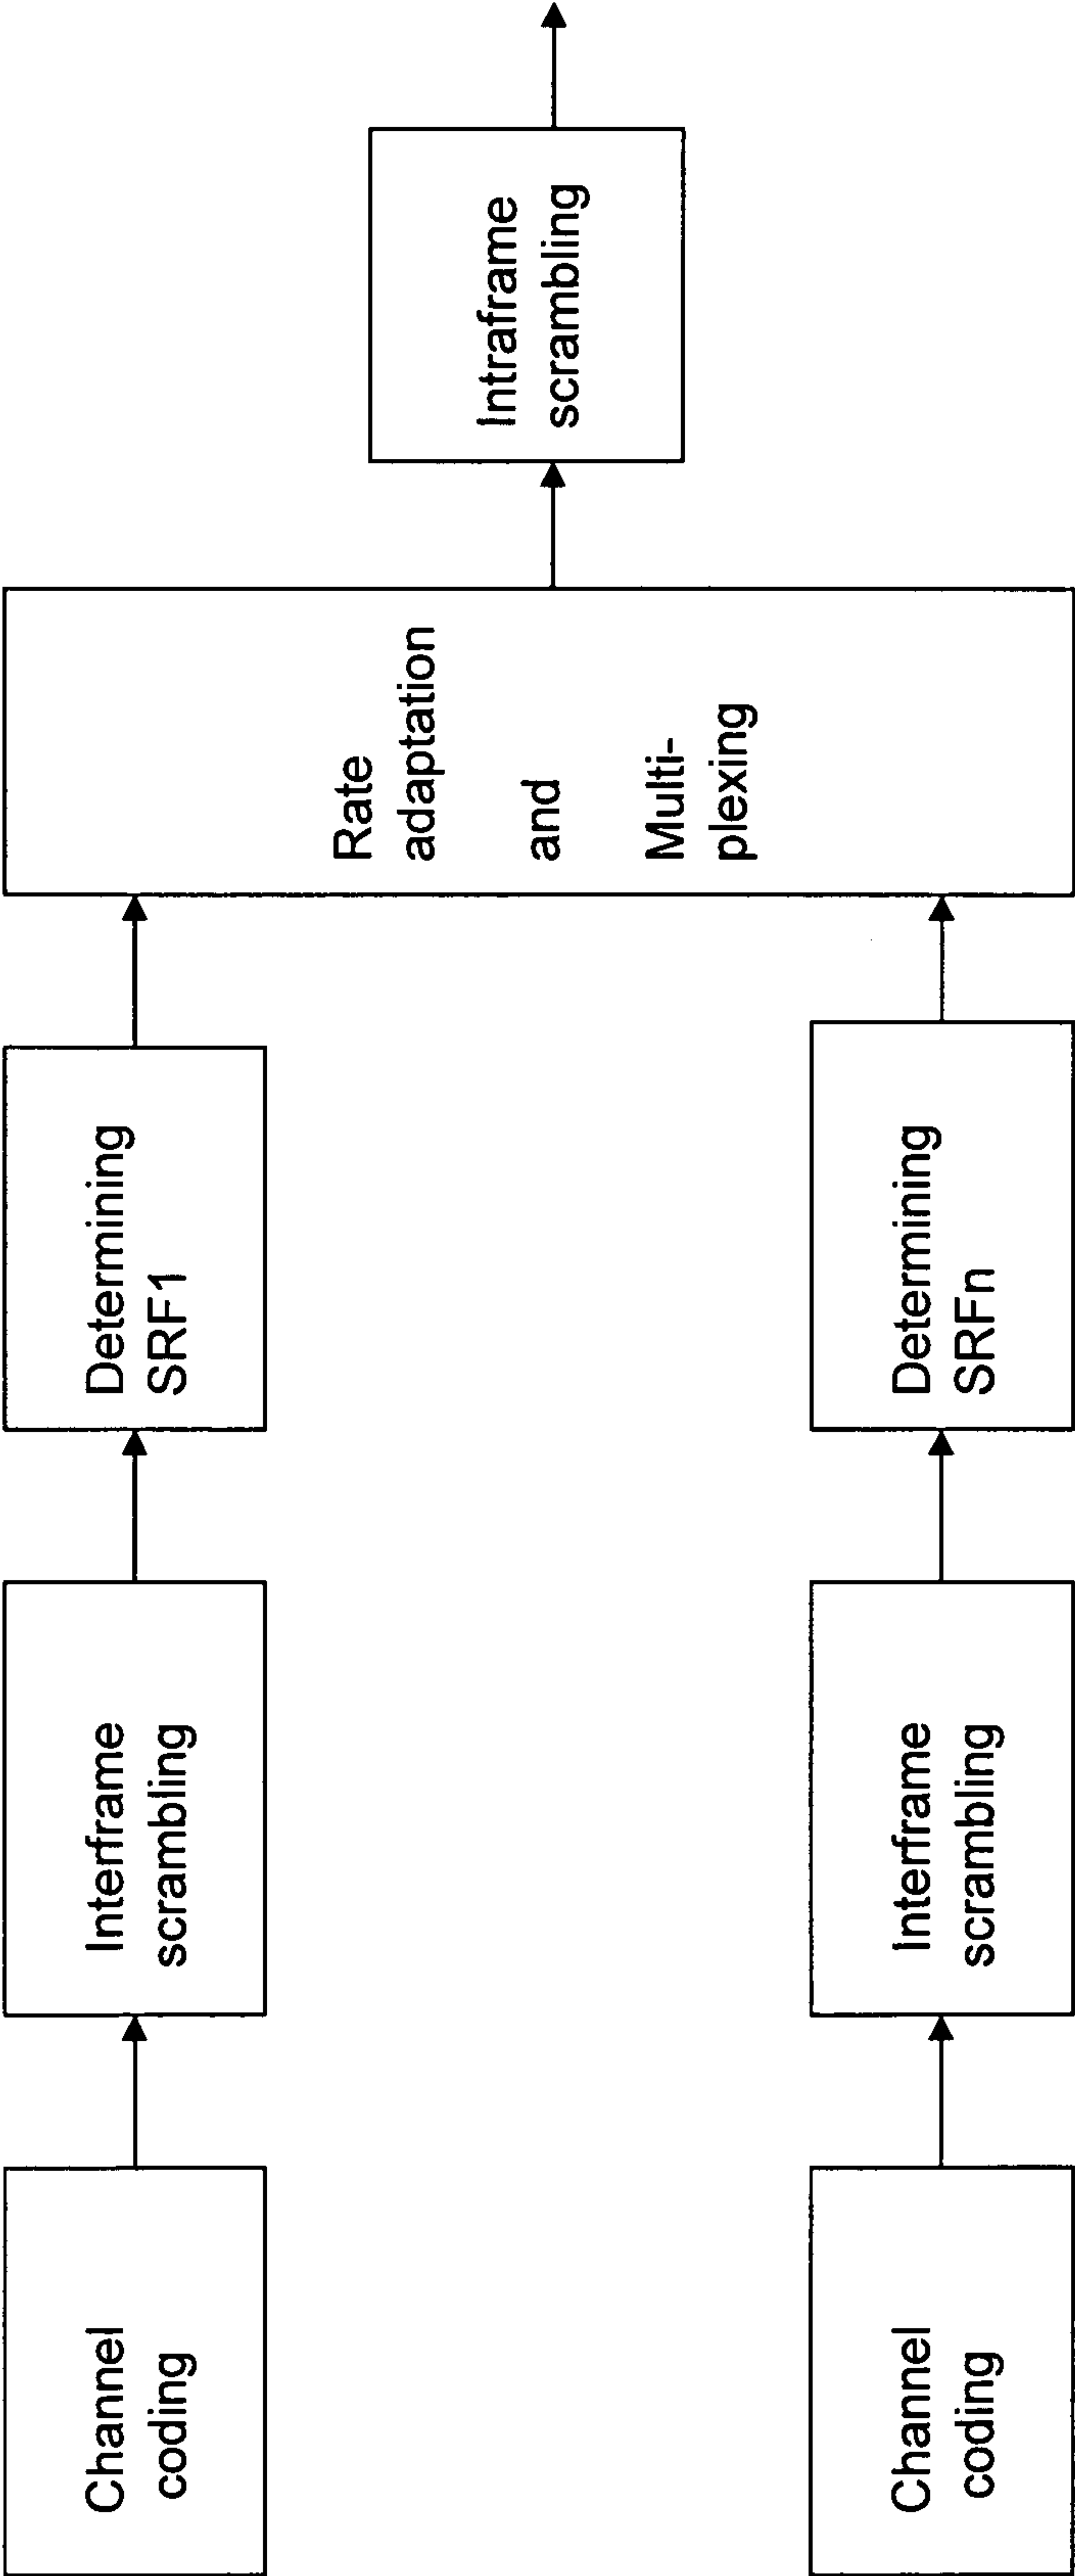 Channel
coding
Interframe
scrambling
Determining
SRF1
Channel
coding
Interframe
scrambling
Determining
SRFn
Rate
adaptation
and
Multi-
plexing
Intraframe
scrambling